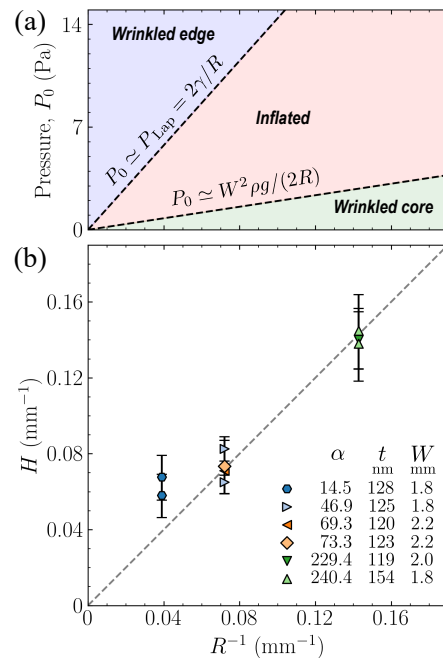 (a)
15
7
0
Pressure, P₀ (Pa)
Wrinkled edge
P₀ ≃ P_Lap = 2γ/R
Inflated
P₀ ≃ W²ρg/(2R)
Wrinkled core
(b)
0.16
0.12
0.08
0.04
0
H (mm⁻¹)
α t W
nm mm
14.5 128 1.8
46.9 125 1.8
69.3 120 2.2
73.3 123 2.2
229.4 119 2.0
240.4 154 1.8
0 0.04 0.08 0.12 0.16
R⁻¹ (mm⁻¹)